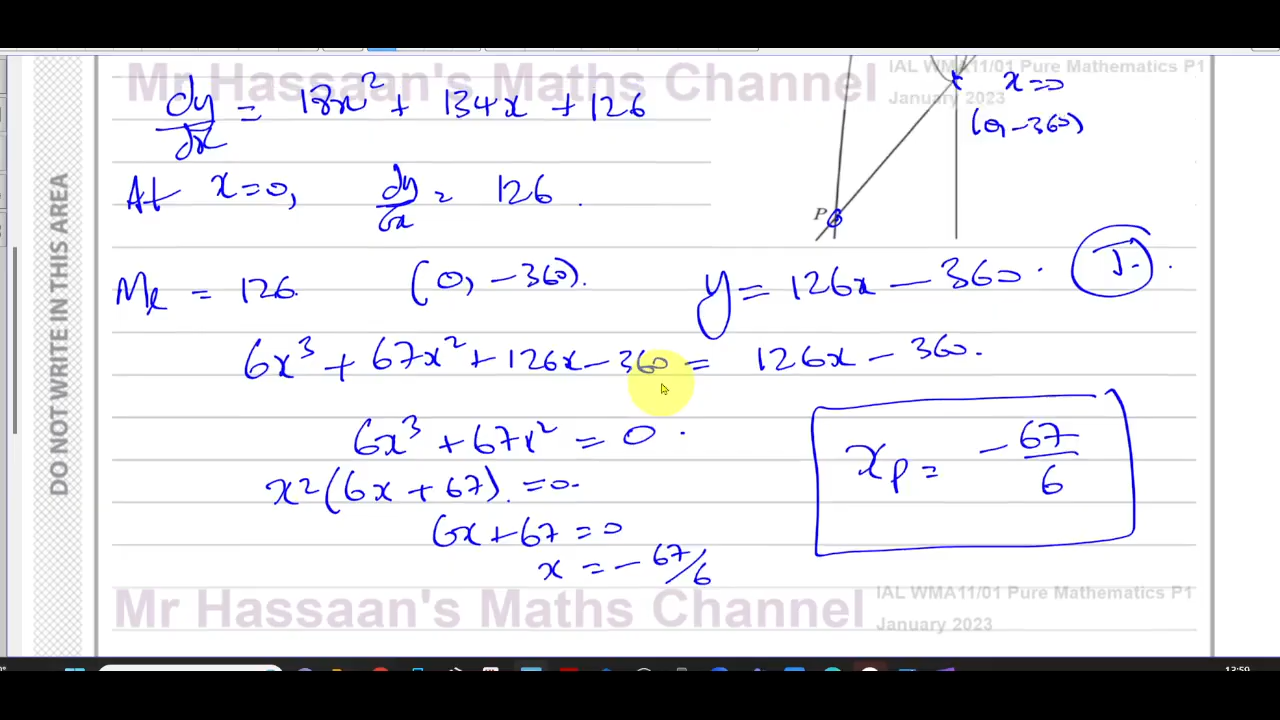 DO NOT WRITE IN THIS AREA
Mr Hassaan's Maths Channel
IAL WMA11/01 Pure Mathematics P1
January 2023
x=0
(0,-360)
P
dy/dx = 18x² + 134x + 126
At x=0, dy/dx = 126.
Mₗ = 126. (0, -360). y = 126x - 360. T.
6x³ + 67x² + 126x - 360 = 126x - 360.
6x³ + 67x² = 0.
x²(6x + 67) = 0.
6x+67 = 0
x = -67/6
xₚ = -67/6
Mr Hassaan's Maths Channel
IAL WMA11/01 Pure Mathematics P1
January 2023
13:59